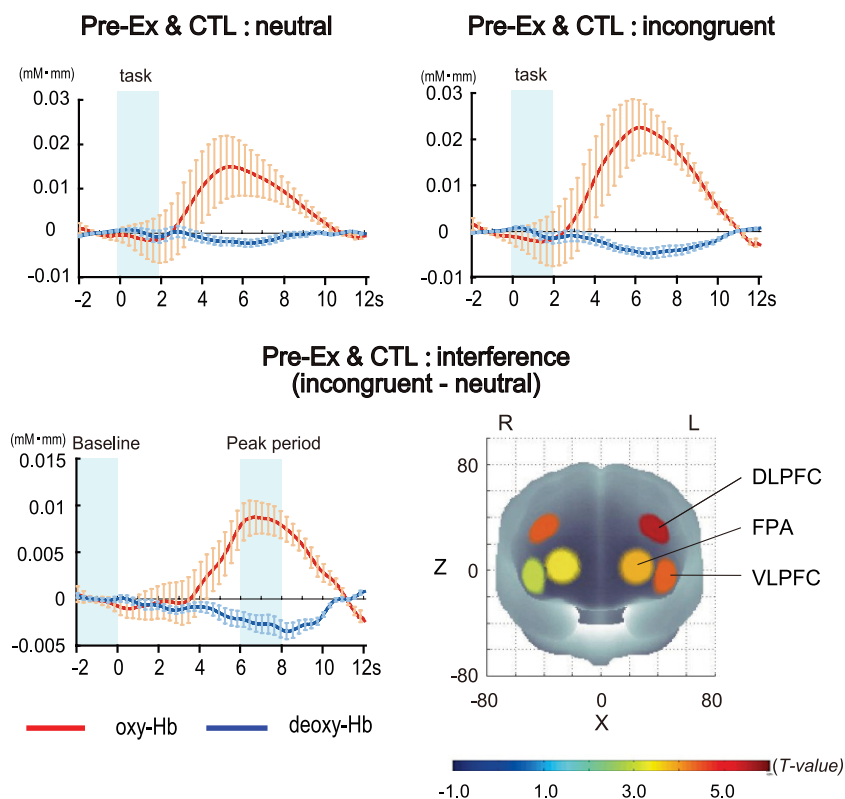 Pre-Ex & CTL : neutral
(mM·mm)
task
0.03
0.02
0.01
0
-0.01
-2 0 2 4 6 8 10 12s
Pre-Ex & CTL : incongruent
(mM·mm)
task
0.03
0.02
0.01
0
-0.01
-2 0 2 4 6 8 10 12s
Pre-Ex & CTL : interference
(incongruent - neutral)
(mM·mm)
Baseline
Peak period
0.015
0.01
0.005
0
-0.005
-2 0 2 4 6 8 10 12s
oxy-Hb deoxy-Hb
R L
80
Z 0
-80
-80 0 80
X
DLPFC
FPA
VLPFC
(T-value)
-1.0 1.0 3.0 5.0